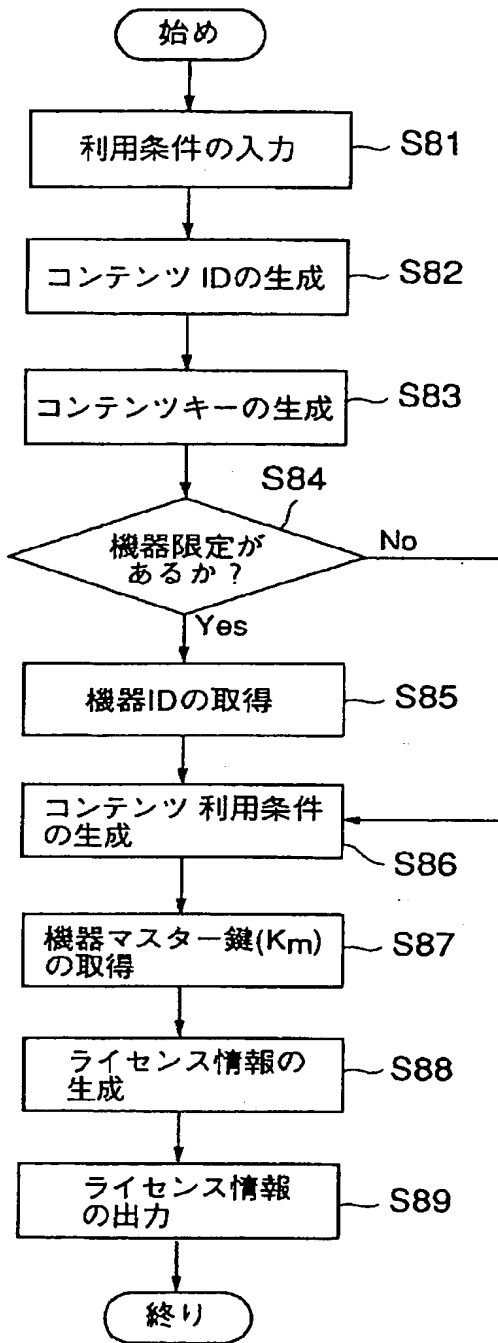 始め
利用条件の入力
S81
コンテンツ IDの生成
S82
コンテンツキーの生成
S83
S84
機器限定が
あるか？
No
Yes
機器IDの取得
S85
コンテンツ 利用条件
の生成
S86
機器マスター鍵(Km)
の取得
S87
ライセンス情報の
生成
S88
ライセンス情報
の出力
S89
終り